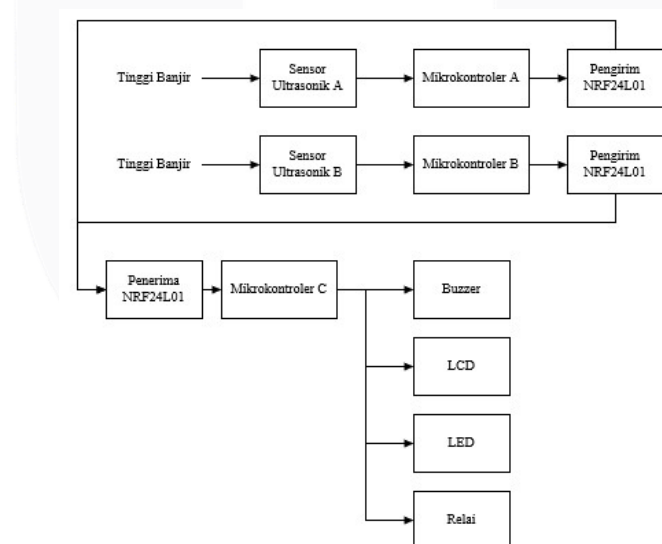 Tinggi Banjir
Sensor
Ultrasonik A
Mikrokontroler A
Pengirim
NRF24L01
Tinggi Banjir
Sensor
Ultrasonik B
Mikrokontroler B
Pengirim
NRF24L01
Penerima
NRF24L01
Mikrokontroler C
Buzzer
LCD
LED
Relai